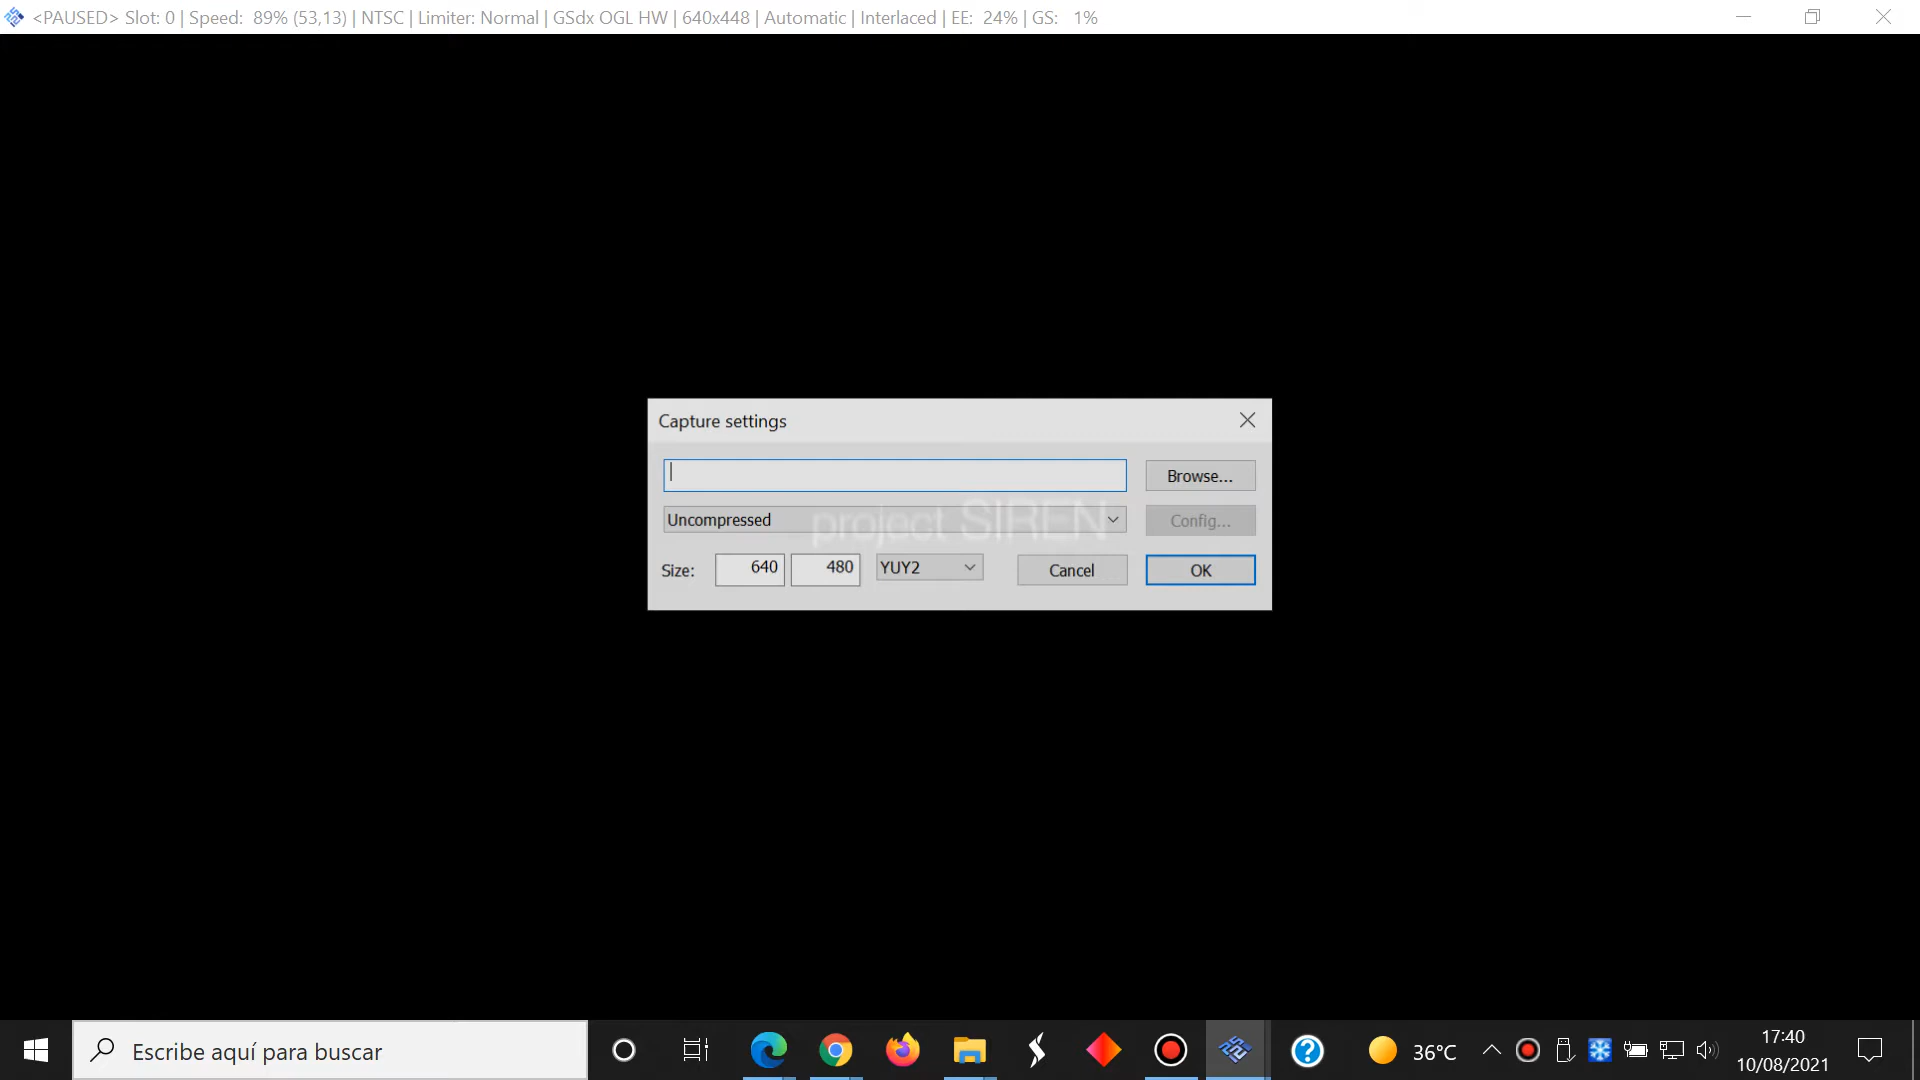 <PAUSED> Slot: 0 | Speed:  89% (53,13) | NTSC | Limiter: Normal | GSdx OGL HW | 640x448 | Automatic | Interlaced | EE:  24% | GS:   1%
Capture settings
Browse...
Uncompressed
project SIREN
Config...
Size:
640
480
YUY2
Cancel
OK
Escribe aquí para buscar
36°C
17:40
10/08/2021